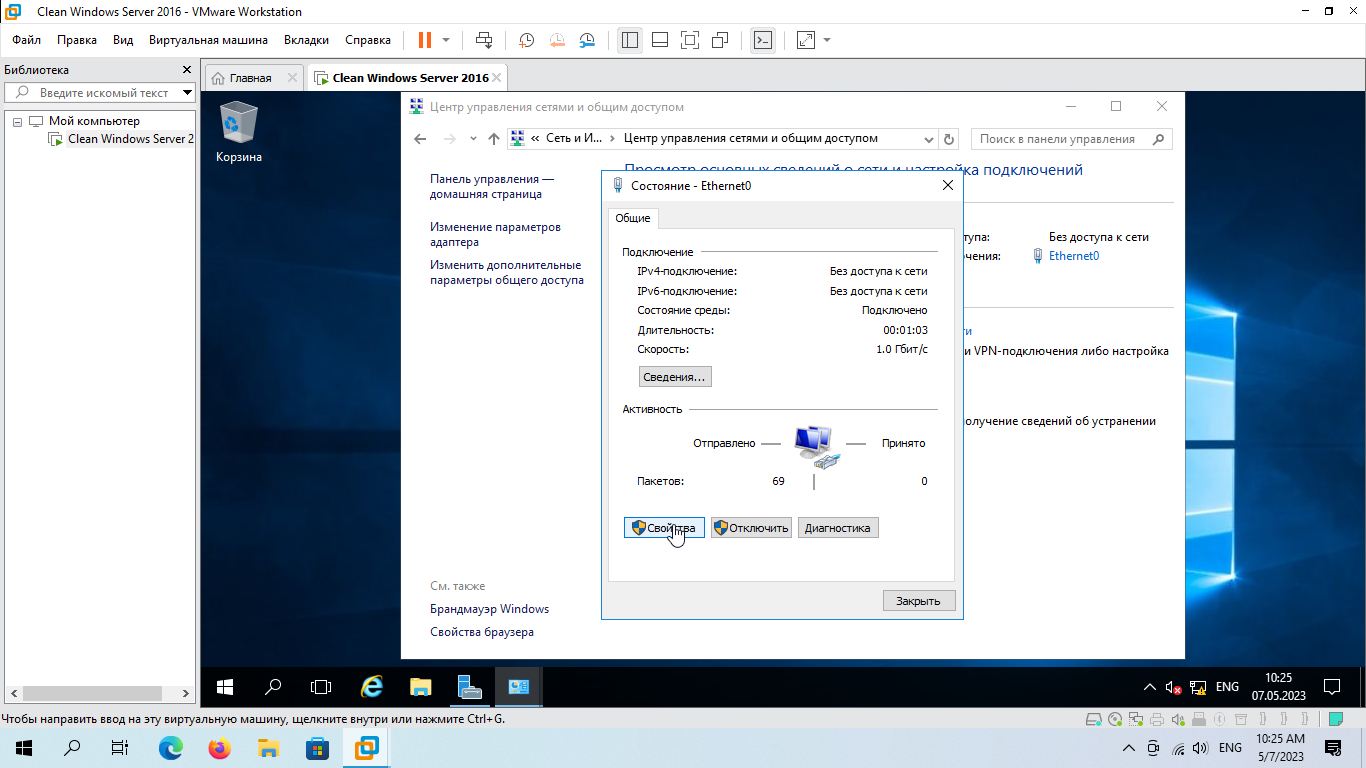 Clean Windows Server 2016 - VMware Workstation
Файл Правка Вид Виртуальная машина Вкладки Справка
Библиотека
Введите искомый текст
Мой компьютер
Clean Windows Server 2
Главная
Clean Windows Server 2016
Корзина
Центр управления сетями и общим доступом
« Сеть и И... › Центр управления сетями и общим доступом
Поиск в панели управления
Панель управления —
домашняя страница
Изменение параметров
адаптера
Изменить дополнительные
параметры общего доступа
См. также
Брандмауэр Windows
Свойства браузера
Просмотр основных сведений о сети и настройка подключений
тупа: Без доступа к сети
чения: Ethernet0
ти
и VPN-подключения либо настройка
получение сведений об устранении
Состояние - Ethernet0
Общие
Подключение
IPv4-подключение: Без доступа к сети
IPv6-подключение: Без доступа к сети
Состояние среды: Подключено
Длительность: 00:01:03
Скорость: 1.0 Гбит/с
Сведения...
Активность
Отправлено — — Принято
Пакетов: 69 0
Свойства Отключить Диагностика
Закрыть
ENG
10:25
07.05.2023
Чтобы направить ввод на эту виртуальную машину, щелкните внутри или нажмите Ctrl+G.
ENG
10:25 AM
5/7/2023